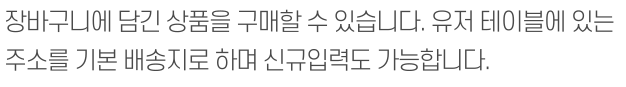 장바구니에 담긴 상품을 구매할 수 있습니다. 유저 테이블에 있는
주소를 기본 배송지로 하며 신규입력도 가능합니다.